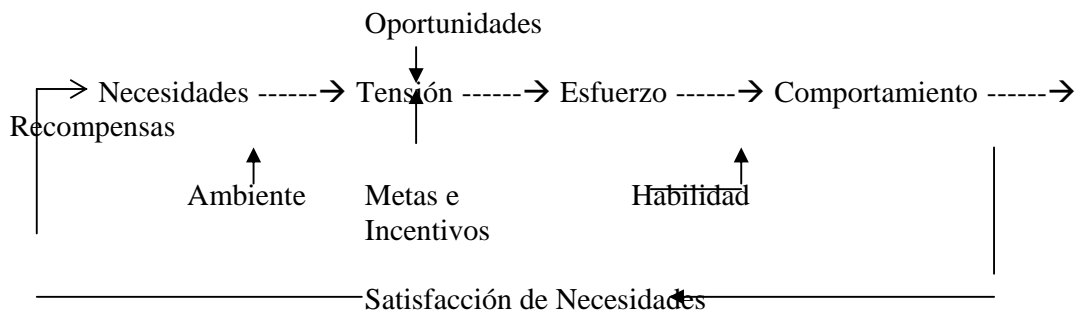 Oportunidades
Necesidades ------→ Tensión ------→ Esfuerzo ------→ Comportamiento ------→
Recompensas
Ambiente Metas e Habilidad
Incentivos
Satisfacción de Necesidades